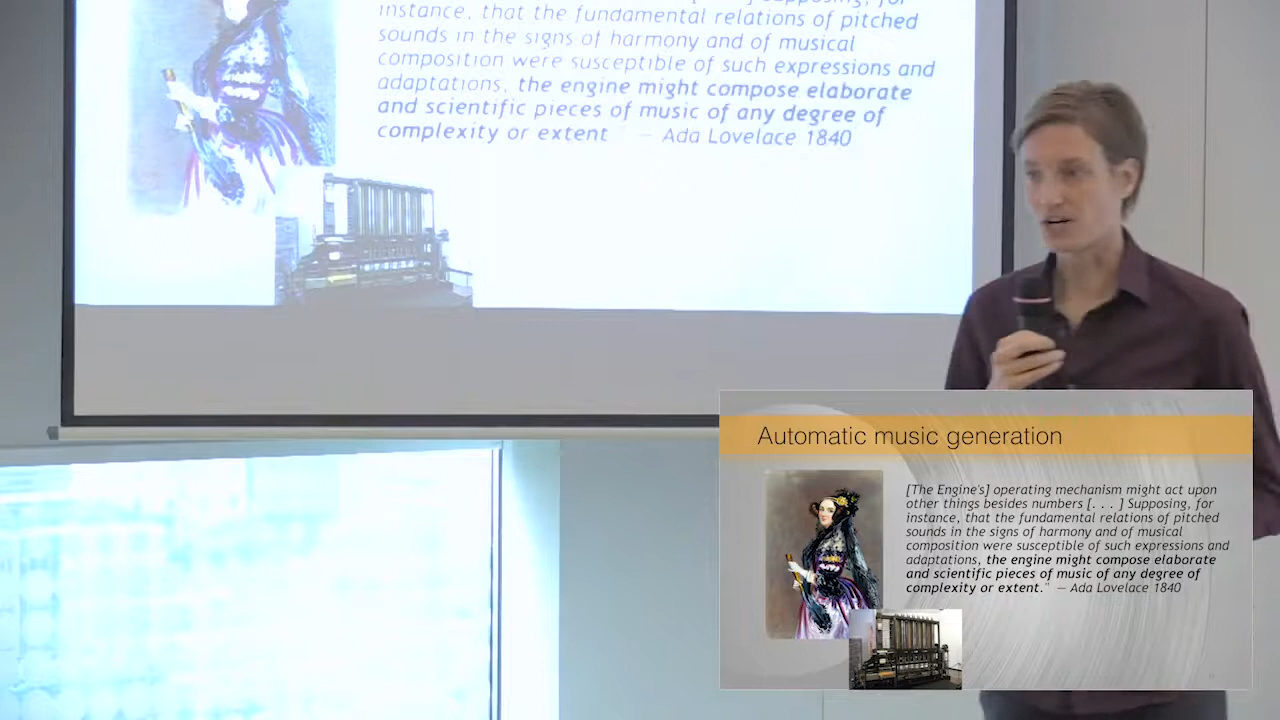 instance, that the fundamental relations of pitched
sounds in the signs of harmony and of musical
composition were susceptible of such expressions and
adaptations, the engine might compose elaborate
and scientific pieces of music of any degree of
complexity or extent " — Ada Lovelace 1840
Automatic music generation
[The Engine's] operating mechanism might act upon
other things besides numbers [. . . ] Supposing, for
instance, that the fundamental relations of pitched
sounds in the signs of harmony and of musical
composition were susceptible of such expressions and
adaptations, the engine might compose elaborate
and scientific pieces of music of any degree of
complexity or extent." — Ada Lovelace 1840